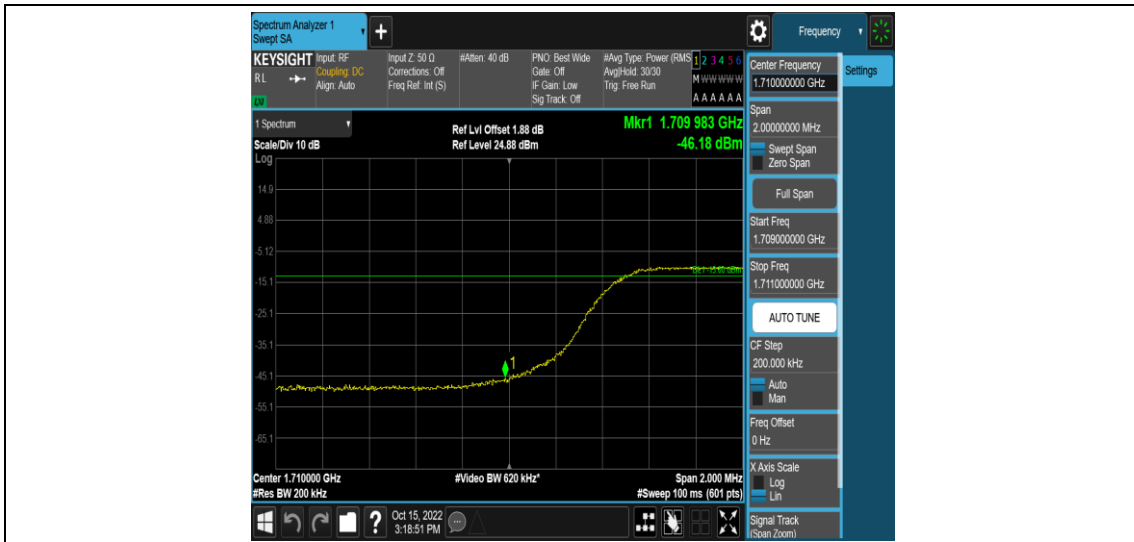 Spectrum Analyzer 1
Swept SA
+
Frequency
KEYSIGHT
RL
Input: RF
Coupling: DC
Align: Auto
Input Z: 50 Ω
Corrections: Off
Freq Ref: Int (S)
#Atten: 40 dB
PNO: Best Wide
Gate: Off
IF Gain: Low
Sig Track: Off
#Avg Type: Power (RMS
Avg|Hold: 30/30
Trig: Free Run
1 2 3 4 5 6
M W W W W W
A A A A A A
1 Spectrum
Scale/Div 10 dB
Log
Ref Lvl Offset 1.88 dB
Ref Level 24.88 dBm
Mkr1 1.709 983 GHz
-46.18 dBm
14.9
4.88
-5.12
-15.1
-25.1
-35.1
-45.1
-55.1
-65.1
1
Center 1.710000 GHz
#Res BW 200 kHz
#Video BW 620 kHz*
Span 2.000 MHz
#Sweep 100 ms (601 pts)
?
Oct 15, 2022
3:18:51 PM
Center Frequency
1.710000000 GHz
Settings
Span
2.00000000 MHz
Swept Span
Zero Span
Full Span
Start Freq
1.709000000 GHz
Stop Freq
1.711000000 GHz
AUTO TUNE
CF Step
200.000 kHz
Auto
Man
Freq Offset
0 Hz
X Axis Scale
Log
Lin
Signal Track
(Span Zoom)